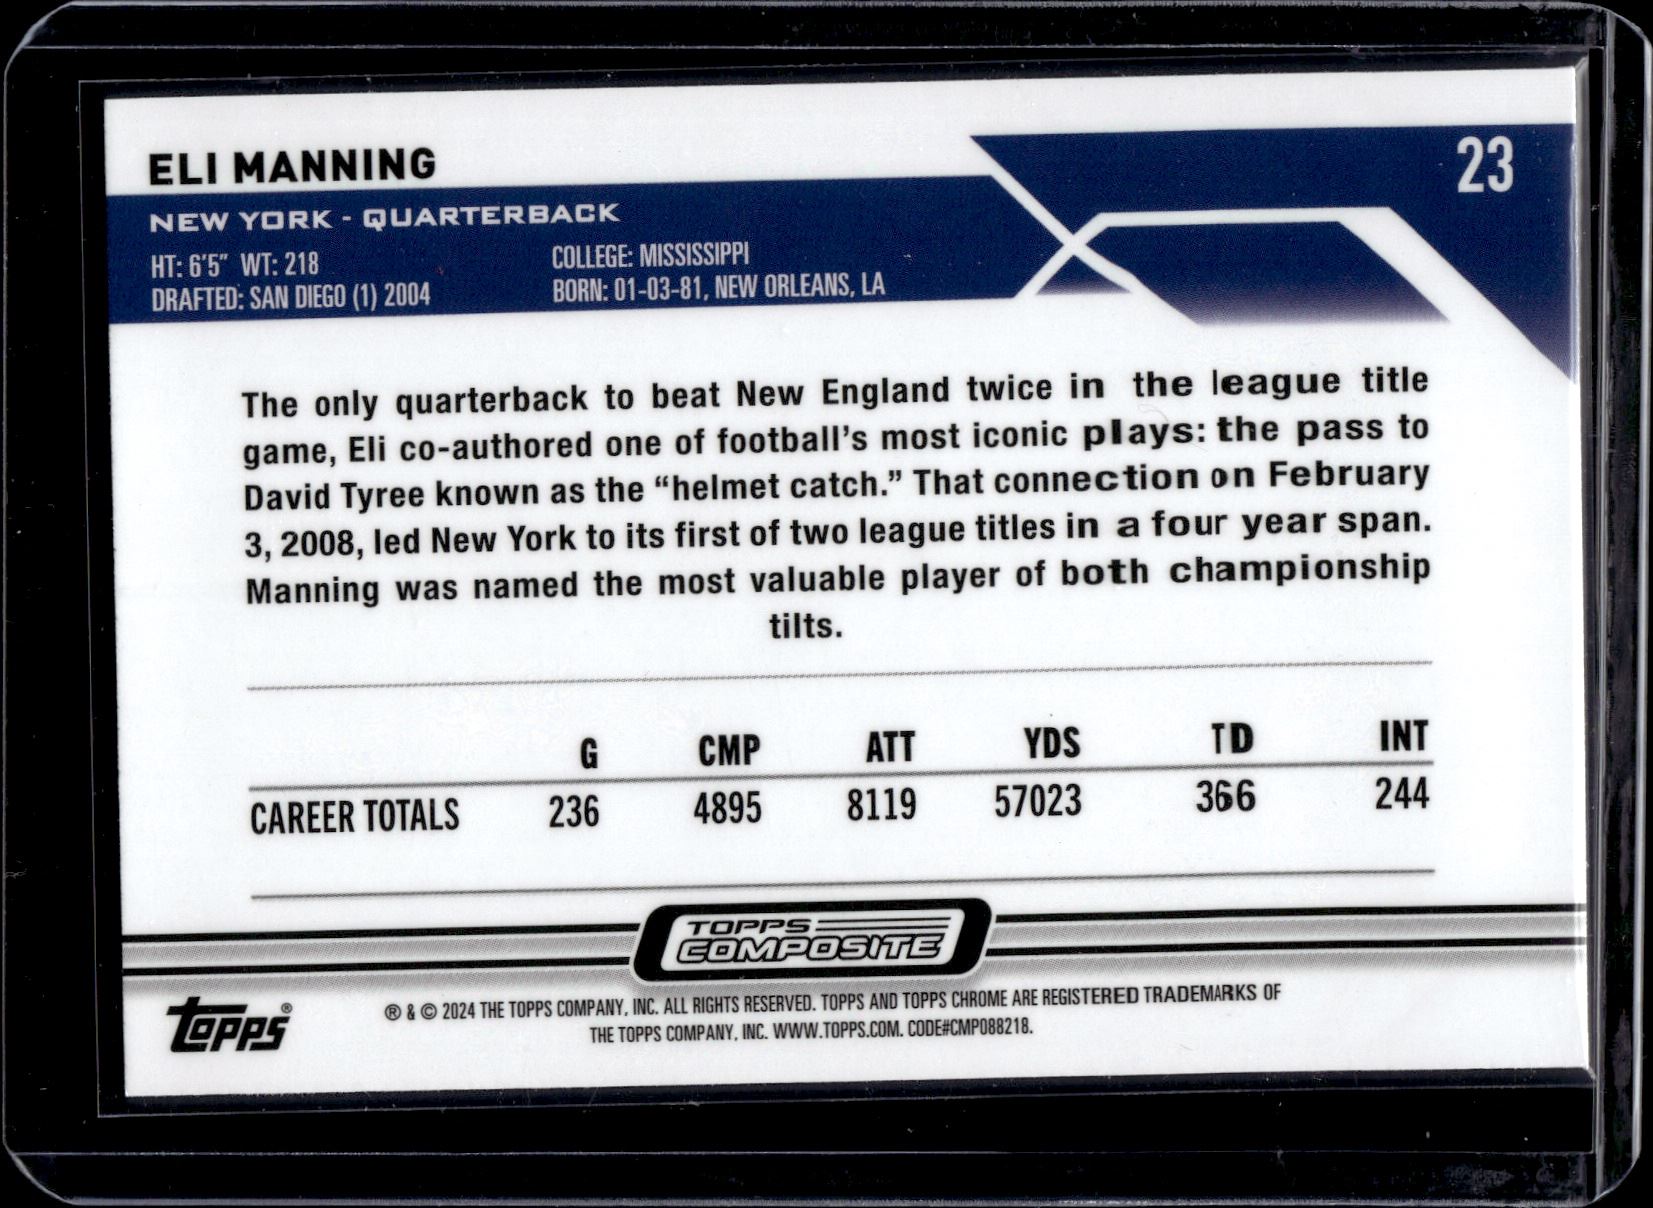 ELI MANNING
23
NEW YORK - QUARTERBACK
HT: 6'5" WT: 218
COLLEGE: MISSISSIPPI
DRAFTED: SAN DIEGO (1) 2004
BORN: 01-03-81, NEW ORLEANS, LA
The only quarterback to beat New England twice in the league title
game, Eli co-authored one of football's most iconic plays: the pass to
David Tyree known as the “helmet catch.” That connection on February
3, 2008, led New York to its first of two league titles in a four year span.
Manning was named the most valuable player of both championship
tilts.
G CMP ATT YDS TD INT
CAREER TOTALS 236 4895 8119 57023 366 244
TOPPS
COMPOSITE
Topps®
® & © 2024 THE TOPPS COMPANY, INC. ALL RIGHTS RESERVED. TOPPS AND TOPPS CHROME ARE REGISTERED TRADEMARKS OF
THE TOPPS COMPANY, INC. WWW.TOPPS.COM. CODE#CMP088218.